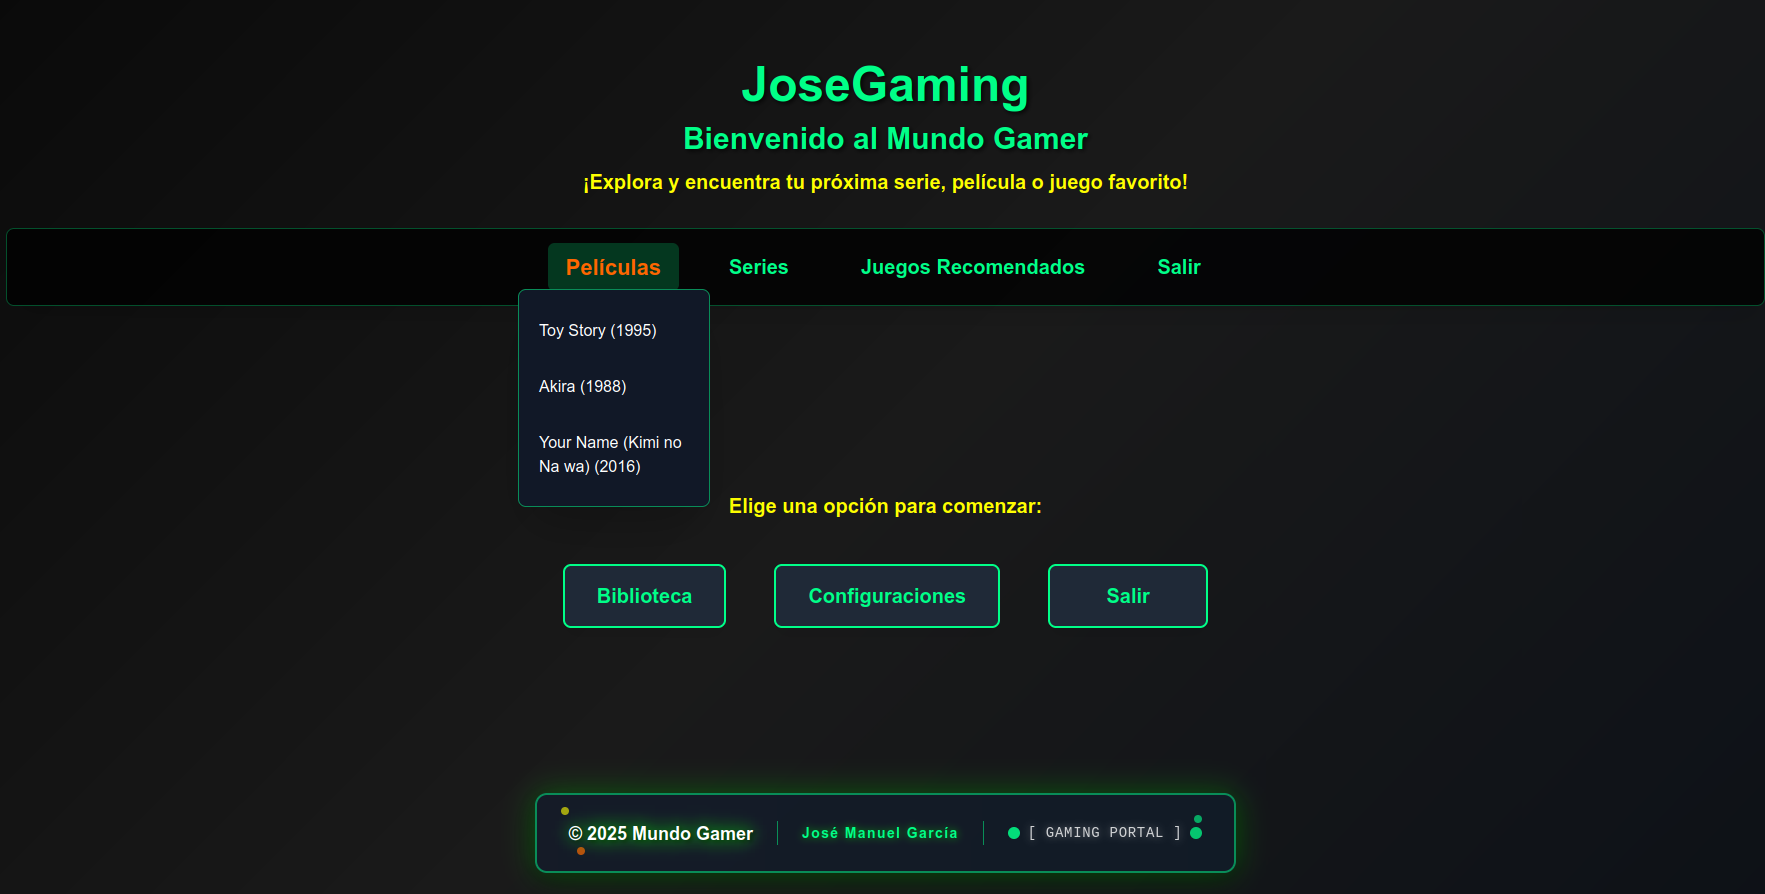 JoseGaming
Bienvenido al Mundo Gamer
¡Explora y encuentra tu próxima serie, película o juego favorito!
Películas Series Juegos Recomendados Salir
Toy Story (1995)
Akira (1988)
Your Name (Kimi no
Na wa) (2016)
Elige una opción para comenzar:
Biblioteca Configuraciones Salir
© 2025 Mundo Gamer José Manuel García [ GAMING PORTAL ]